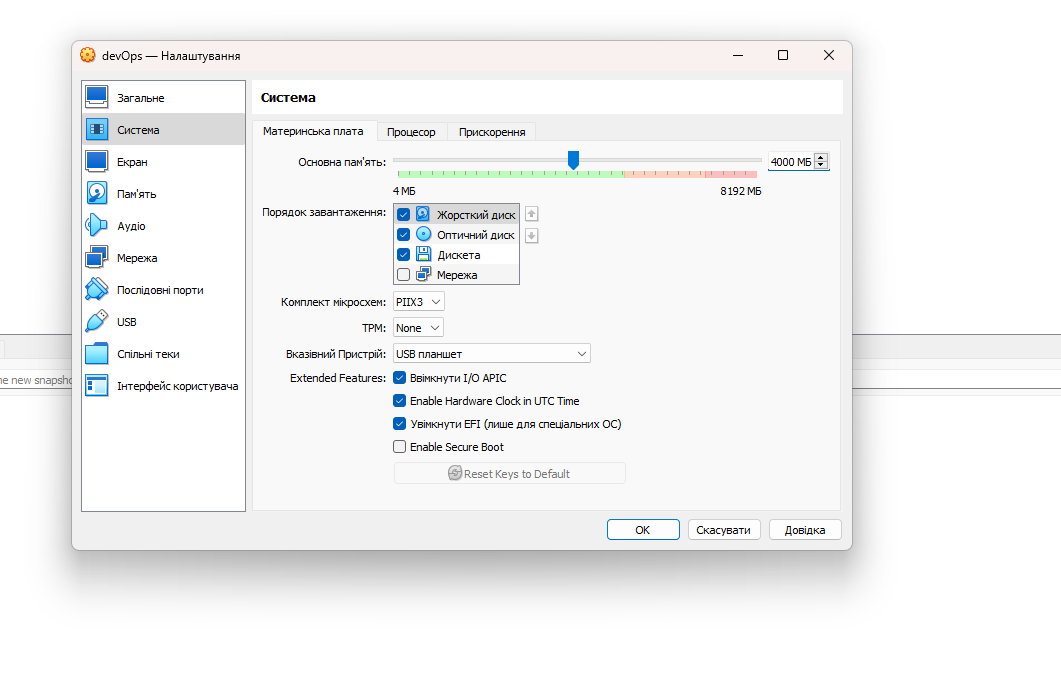 devOps — Налаштування
Загальне
Система
Екран
Пам'ять
Аудіо
Мережа
Послідовні порти
USB
Спільні теки
Інтерфейс користувача
Система
Материнська плата
Процесор
Прискорення
Основна пам'ять:
4000 МБ
4 МБ
8192 МБ
Порядок завантаження:
Жорсткий диск
Оптичний диск
Дискета
Мережа
Комплект мікросхем:
PIIX3
TPM:
None
Вказівний Пристрій:
USB планшет
Extended Features:
Ввімкнути I/O APIC
Enable Hardware Clock in UTC Time
Увімкнути EFI (лише для спеціальних ОС)
Enable Secure Boot
Reset Keys to Default
ОК
Скасувати
Довідка
new